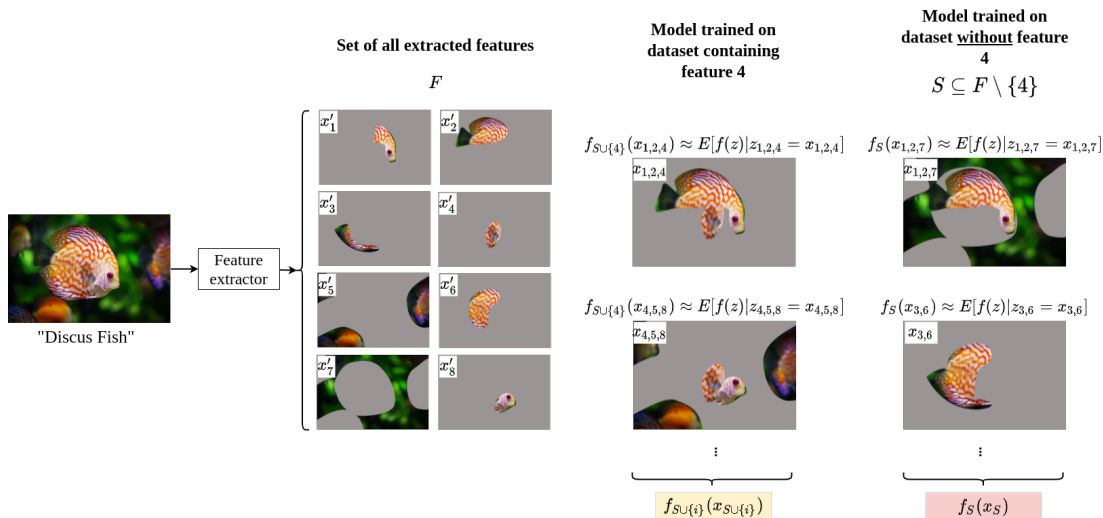 Set of all extracted features
F
Model trained on
dataset containing
feature 4
Model trained on
dataset without feature
4
S ⊆ F \ {4}
"Discus Fish"
Feature
extractor
x′₁
x′₂
x′₃
x′₄
x′₅
x′₆
x′₇
x′₈
f_{S∪{4}}(x_{1,2,4}) ≈ E[f(z)|z_{1,2,4} = x_{1,2,4}]
x_{1,2,4}
f_{S∪{4}}(x_{4,5,8}) ≈ E[f(z)|z_{4,5,8} = x_{4,5,8}]
x_{4,5,8}
⋮
f_{S∪{i}}(x_{S∪{i}})
f_S(x_{1,2,7}) ≈ E[f(z)|z_{1,2,7} = x_{1,2,7}]
x_{1,2,7}
f_S(x_{3,6}) ≈ E[f(z)|z_{3,6} = x_{3,6}]
x_{3,6}
⋮
f_S(x_S)